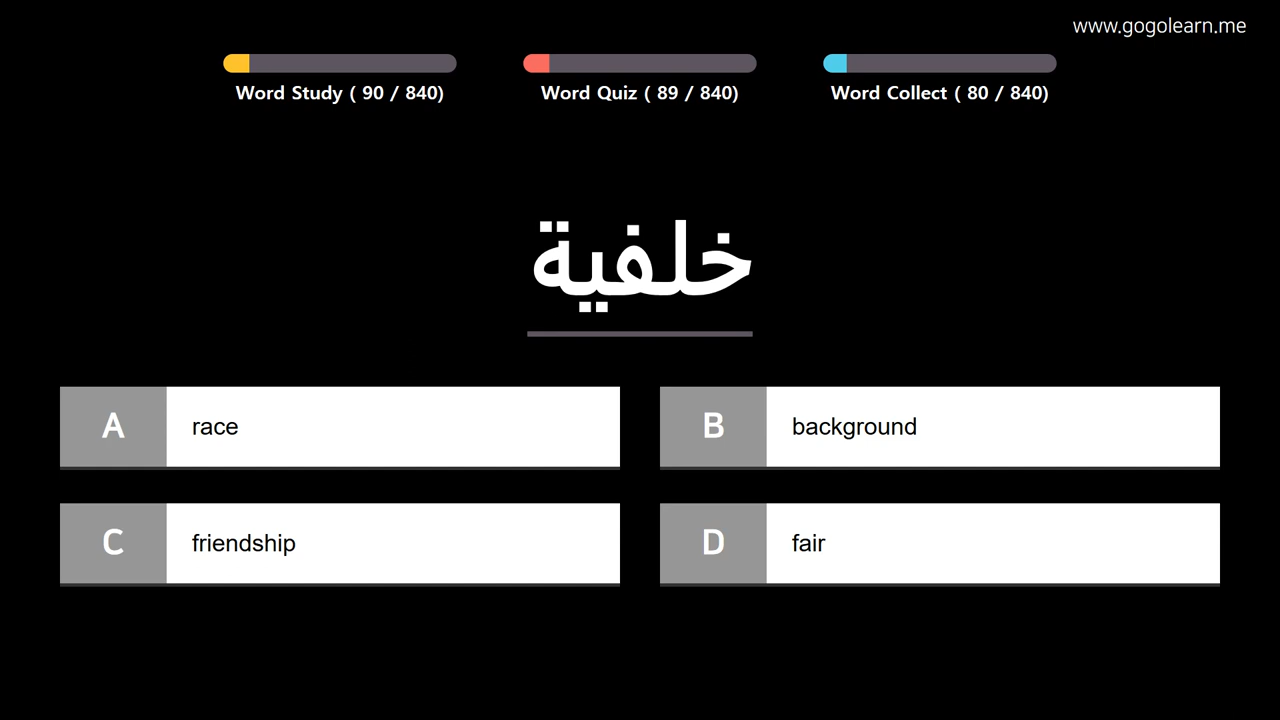 www.gogolearn.me
Word Study ( 90 / 840)
Word Quiz ( 89 / 840)
Word Collect ( 80 / 840)
خلفية
A race
B background
C friendship
D fair